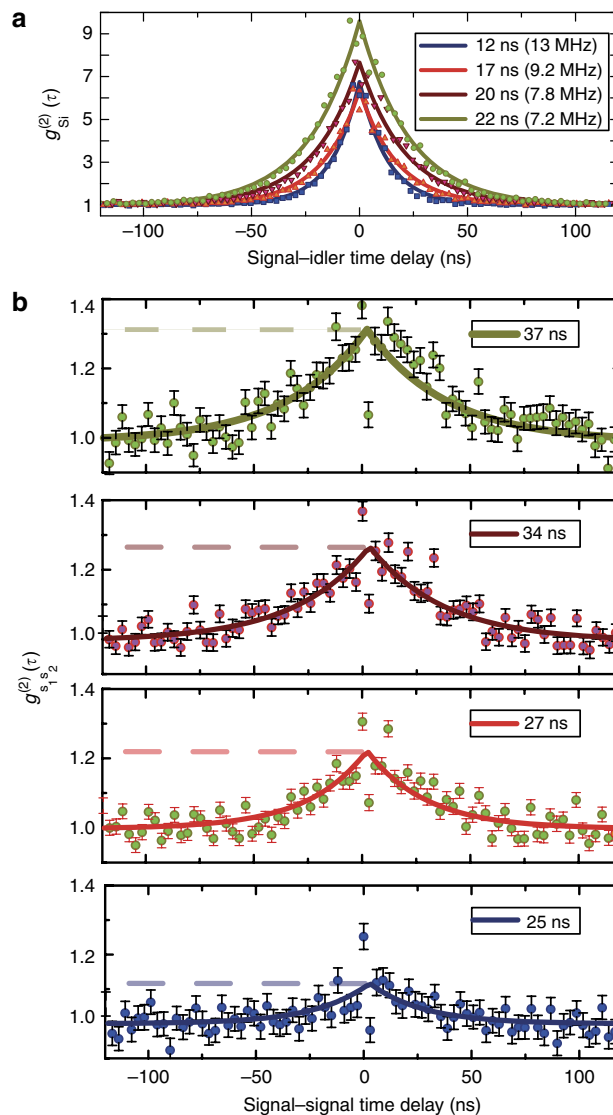 a
g_Si^(2) (τ)
9
7
5
3
1
12 ns (13 MHz)
17 ns (9.2 MHz)
20 ns (7.8 MHz)
22 ns (7.2 MHz)
−100 −50 0 50 100
Signal–idler time delay (ns)
b
g_s1s2^(2) (τ)
1.4
1.2
1.0
37 ns
1.4
1.2
1.0
34 ns
1.4
1.2
1.0
27 ns
1.4
1.2
1.0
25 ns
−100 −50 0 50 100
Signal–signal time delay (ns)